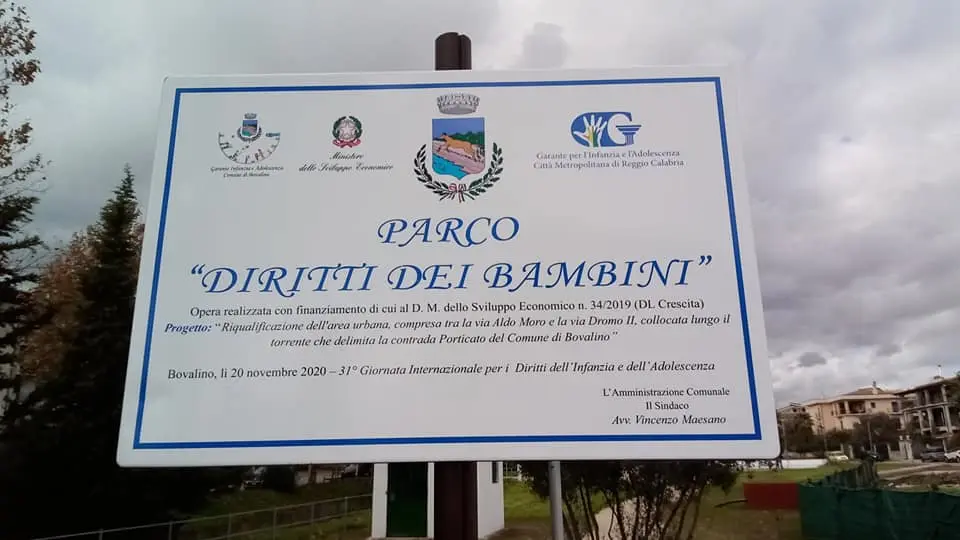 Garante Infanzia e Adolescenza
Comune di Bovalino
Ministero
dello Sviluppo Economico
Garante per l'Infanzia e l'Adolescenza
Città Metropolitana di Reggio Calabria
PARCO
“DIRITTI DEI BAMBINI”
Opera realizzata con finanziamento di cui al D. M. dello Sviluppo Economico n. 34/2019 (DL Crescita)
Progetto: “Riqualificazione dell'area urbana, compresa tra la via Aldo Moro e la via Dromo II, collocata lungo il
torrente che delimita la contrada Porticato del Comune di Bovalino”
Bovalino, li 20 novembre 2020 – 31° Giornata Internazionale per i Diritti dell’Infanzia e dell’Adolescenza
L’Amministrazione Comunale
Il Sindaco
Avv. Vincenzo Maesano